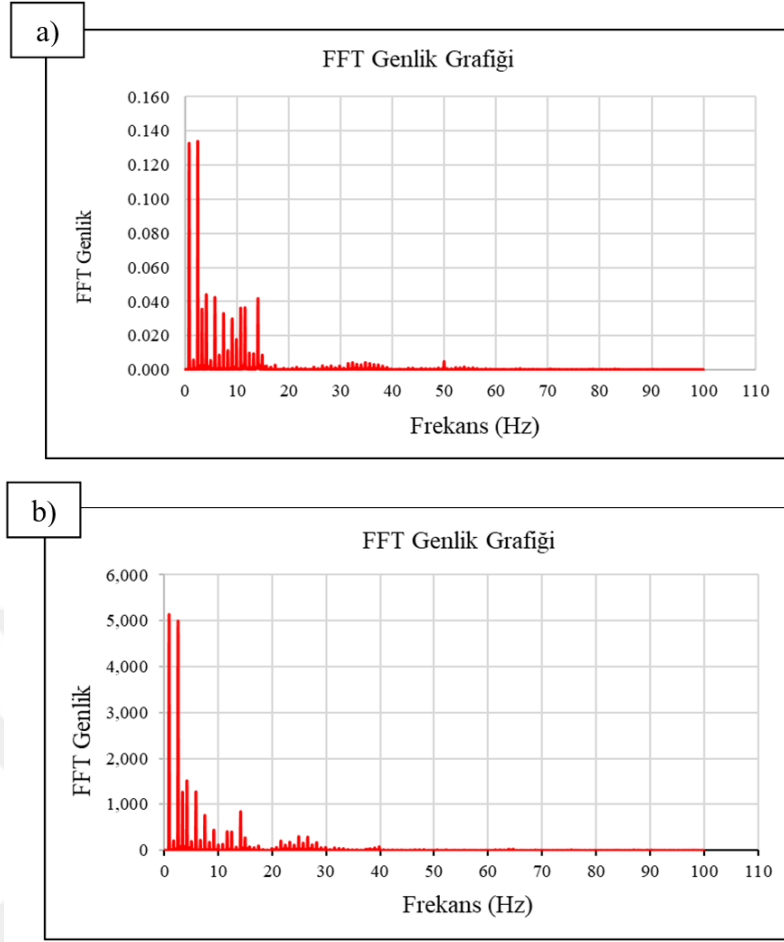 a)
FFT Genlik Grafiği
0.160
0.140
0.120
0.100
0.080
0.060
0.040
0.020
0.000
FFT Genlik
0 10 20 30 40 50 60 70 80 90 100 110
Frekans (Hz)
b)
FFT Genlik Grafiği
6,000
5,000
4,000
3,000
2,000
1,000
0
FFT Genlik
0 10 20 30 40 50 60 70 80 90 100 110
Frekans (Hz)